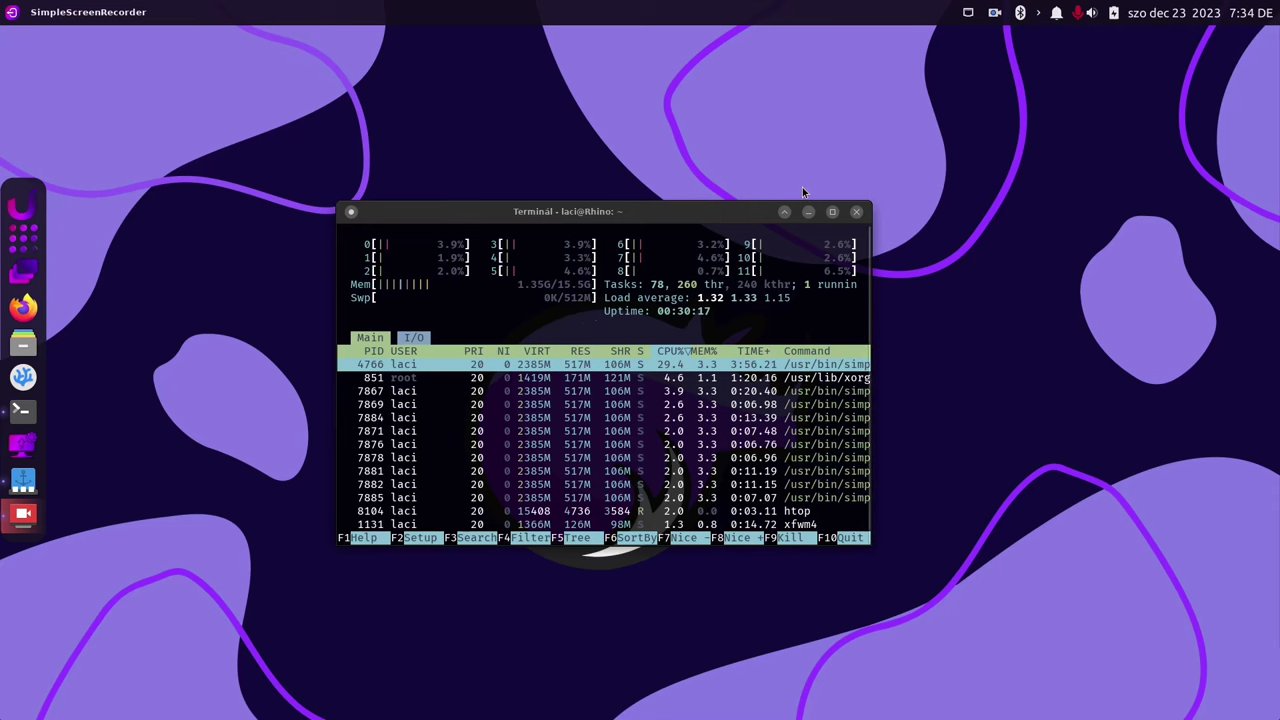 SimpleScreenRecorder
szo dec 23 2023 7:34 DE
Terminál - laci@Rhino: ~
0[|| 3.9%] 3[|| 3.9%] 6[|| 3.2%] 9[| 2.6%]
1[| 1.9%] 4[| 3.3%] 7[|| 4.6%] 10[| 2.6%]
2[| 2.0%] 5[|| 4.6%] 8[| 0.7%] 11[| 6.5%]
Mem[|||||||| 1.35G/15.5G] Tasks: 78, 260 thr, 240 kthr; 1 runnin
Swp[ 0K/512M] Load average: 1.32 1.33 1.15
Uptime: 00:30:17
Main I/O
PID USER PRI NI VIRT RES SHR S CPU%▽MEM% TIME+ Command
4766 laci 20 0 2385M 517M 106M S 29.4 3.3 3:56.21 /usr/bin/simp
851 root 20 0 1419M 171M 121M S 4.6 1.1 1:20.16 /usr/lib/xorg
7867 laci 20 0 2385M 517M 106M S 3.9 3.3 0:20.40 /usr/bin/simp
7869 laci 20 0 2385M 517M 106M S 2.6 3.3 0:06.98 /usr/bin/simp
7884 laci 20 0 2385M 517M 106M S 2.6 3.3 0:13.39 /usr/bin/simp
7871 laci 20 0 2385M 517M 106M S 2.0 3.3 0:07.48 /usr/bin/simp
7876 laci 20 0 2385M 517M 106M S 2.0 3.3 0:06.76 /usr/bin/simp
7878 laci 20 0 2385M 517M 106M S 2.0 3.3 0:06.96 /usr/bin/simp
7881 laci 20 0 2385M 517M 106M S 2.0 3.3 0:11.19 /usr/bin/simp
7882 laci 20 0 2385M 517M 106M S 2.0 3.3 0:11.15 /usr/bin/simp
7885 laci 20 0 2385M 517M 106M S 2.0 3.3 0:07.07 /usr/bin/simp
8104 laci 20 0 15408 4736 3584 R 2.0 0.0 0:03.11 htop
1131 laci 20 0 1366M 126M 98M S 1.3 0.8 0:14.72 xfwm4
F1Help F2Setup F3SearchF4FilterF5Tree F6SortByF7Nice -F8Nice +F9Kill F10Quit